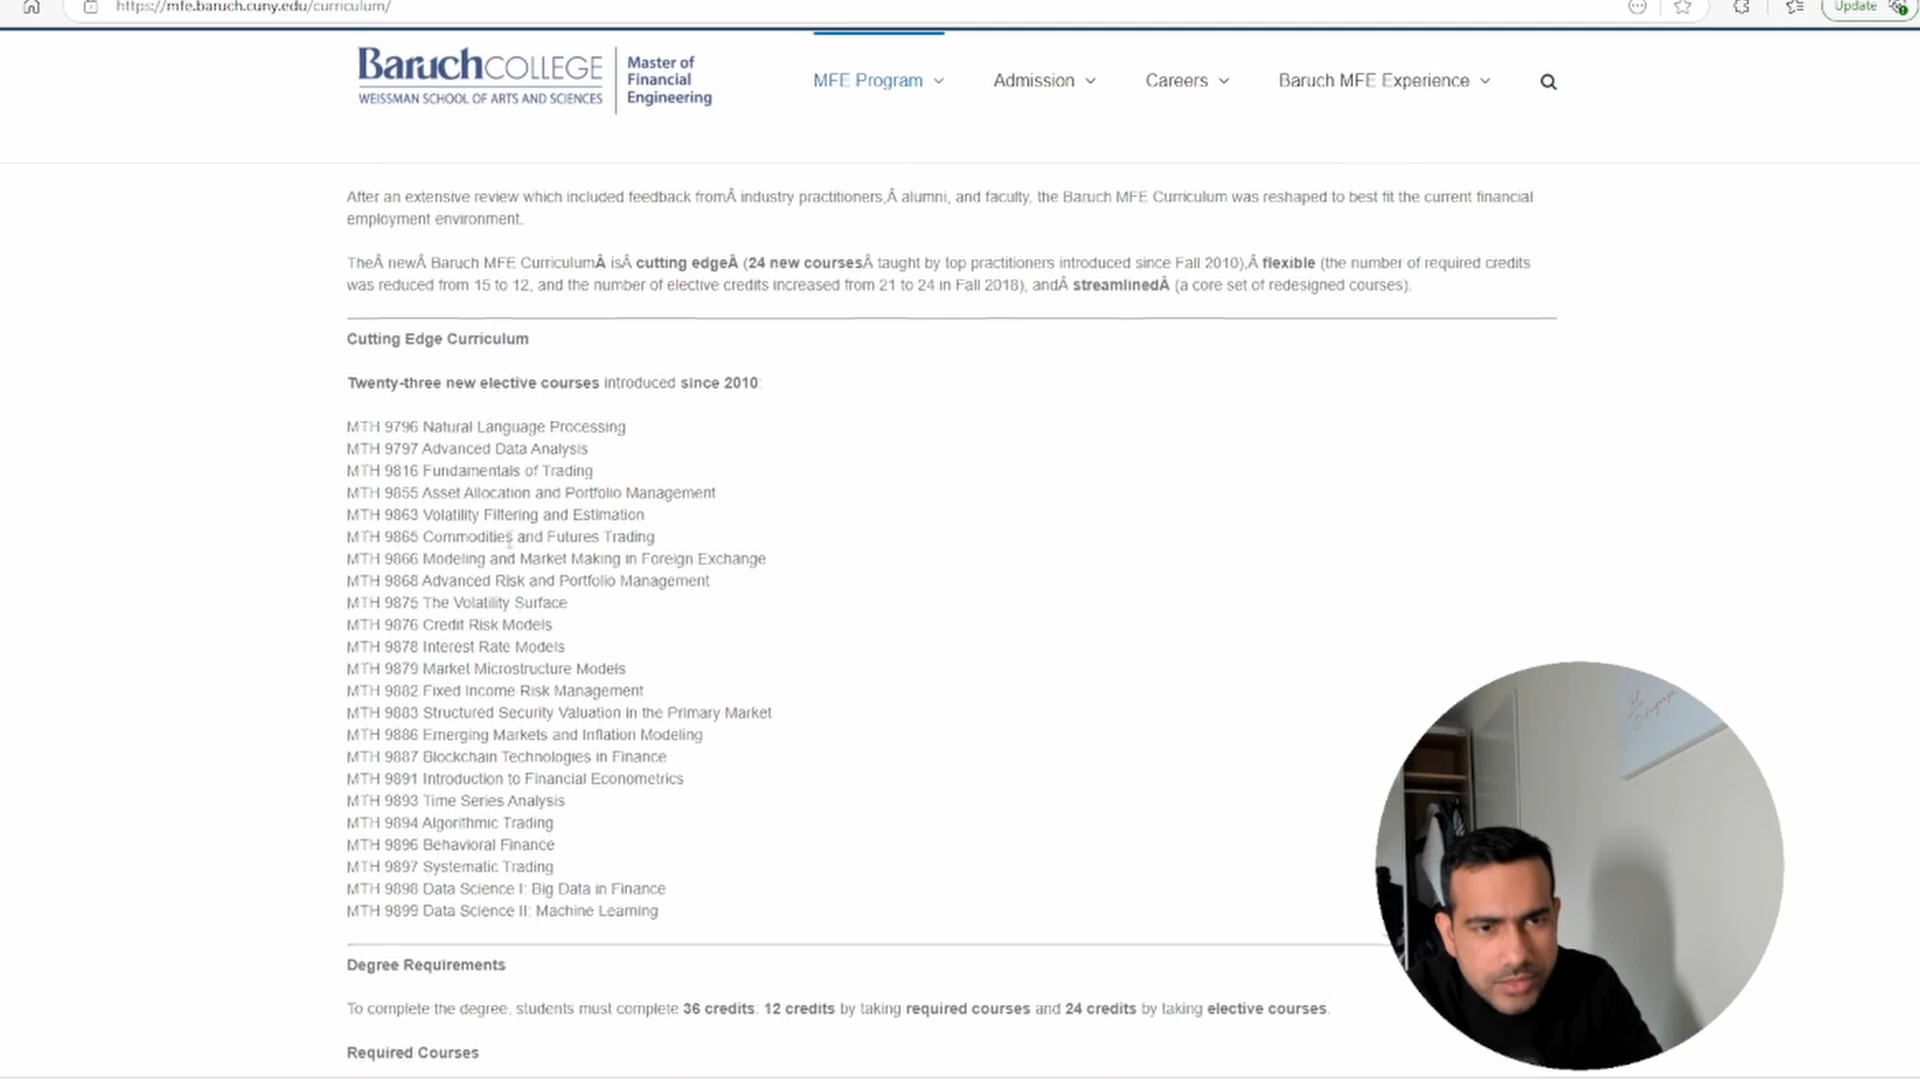 https://mfe.baruch.cuny.edu/curriculum/
Update
BaruchCOLLEGE
WEISSMAN SCHOOL OF ARTS AND SCIENCES
Master of
Financial
Engineering
MFE Program
Admission
Careers
Baruch MFE Experience
After an extensive review which included feedback fromÂ industry practitioners,Â alumni, and faculty, the Baruch MFE Curriculum was reshaped to best fit the current financial
employment environment.
TheÂ newÂ Baruch MFE CurriculumÂ isÂ cutting edgeÂ (24 new coursesÂ taught by top practitioners introduced since Fall 2010),Â flexible (the number of required credits
was reduced from 15 to 12, and the number of elective credits increased from 21 to 24 in Fall 2018), andÂ streamlinedÂ (a core set of redesigned courses).
Cutting Edge Curriculum
Twenty-three new elective courses introduced since 2010:
MTH 9796 Natural Language Processing
MTH 9797 Advanced Data Analysis
MTH 9816 Fundamentals of Trading
MTH 9855 Asset Allocation and Portfolio Management
MTH 9863 Volatility Filtering and Estimation
MTH 9865 Commodities and Futures Trading
MTH 9866 Modeling and Market Making in Foreign Exchange
MTH 9868 Advanced Risk and Portfolio Management
MTH 9875 The Volatility Surface
MTH 9876 Credit Risk Models
MTH 9878 Interest Rate Models
MTH 9879 Market Microstructure Models
MTH 9882 Fixed Income Risk Management
MTH 9883 Structured Security Valuation in the Primary Market
MTH 9886 Emerging Markets and Inflation Modeling
MTH 9887 Blockchain Technologies in Finance
MTH 9891 Introduction to Financial Econometrics
MTH 9893 Time Series Analysis
MTH 9894 Algorithmic Trading
MTH 9896 Behavioral Finance
MTH 9897 Systematic Trading
MTH 9898 Data Science I: Big Data in Finance
MTH 9899 Data Science II: Machine Learning
Degree Requirements
To complete the degree, students must complete 36 credits: 12 credits by taking required courses and 24 credits by taking elective courses.
Required Courses